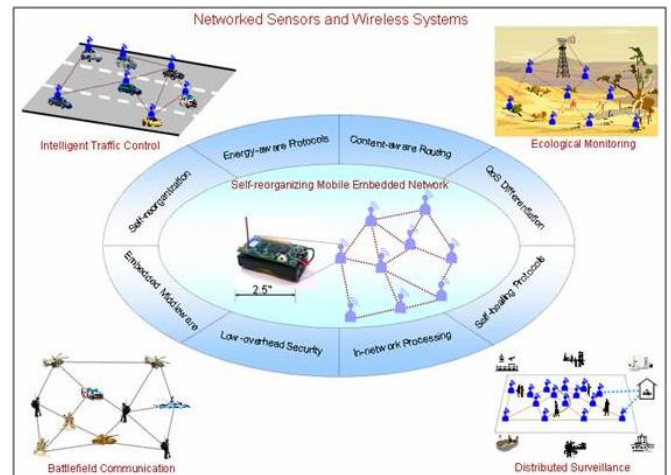 Networked Sensors and Wireless Systems
Intelligent Traffic Control
Ecological Monitoring
Energy-aware Protocols
Content-aware Routing
Self-reorganization
QoS Differentiation
Self-reorganizing Mobile Embedded Network
2.5"
Embedded Middleware
Self-healing Protocols
Low-overhead Security
In-network Processing
Battlefield Communication
Distributed Surveillance